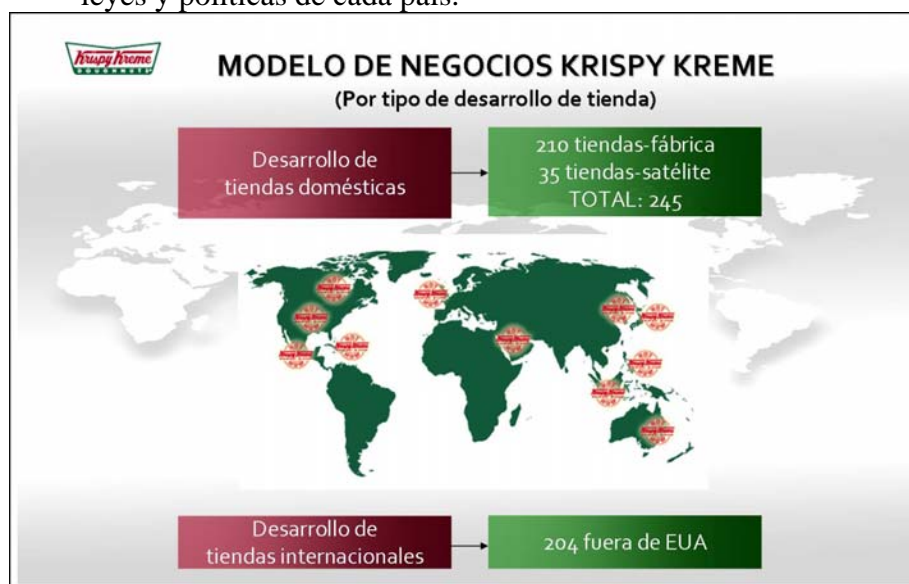 leyes y políticas de cada país.
Krispy Kreme
DOUGHNUTS
MODELO DE NEGOCIOS KRISPY KREME
(Por tipo de desarrollo de tienda)
Desarrollo de
tiendas domésticas
210 tiendas-fábrica
35 tiendas-satélite
TOTAL: 245
Desarrollo de
tiendas internacionales
204 fuera de EUA